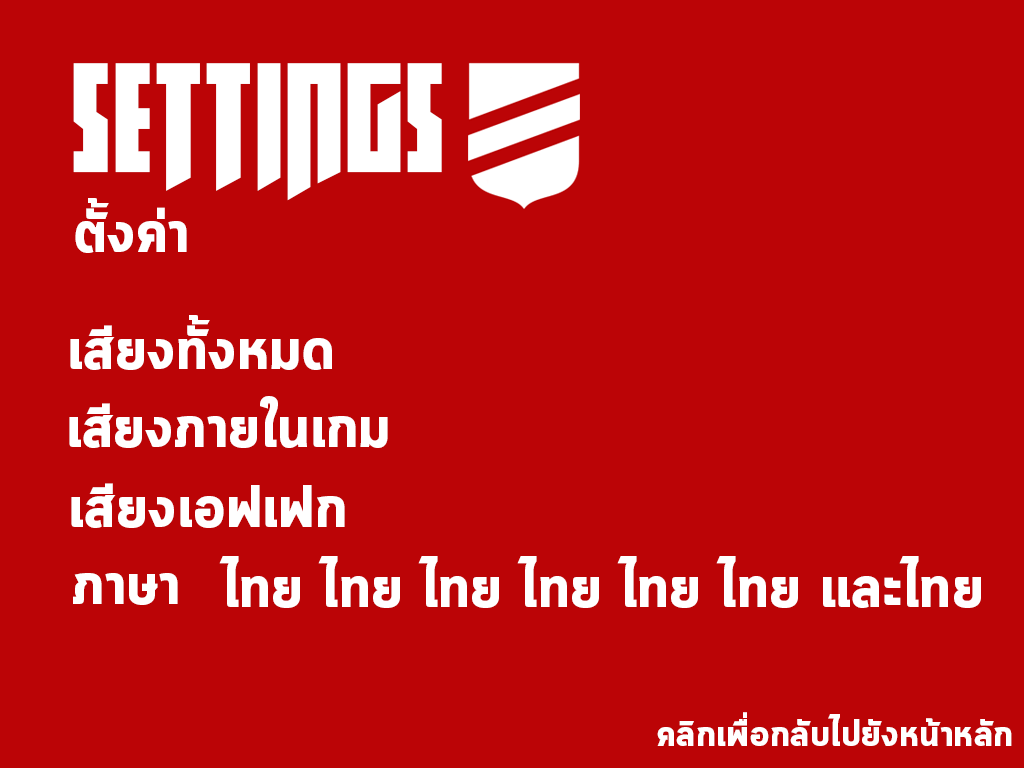 SETTINGS
ตั้งค่า
เสียงทั้งหมด
เสียงภายในเกม
เสียงเอฟเฟก
ภาษา ไทย ไทย ไทย ไทย ไทย ไทย และไทย
คลิกเพื่อกลับไปยังหน้าหลัก